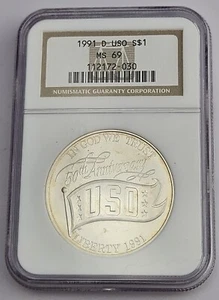 1991 D USO S$1
MS 69
112172-030
NUMISMATIC GUARANTY CORPORATION
IN GOD WE TRUST
50th Anniversary
USO
LIBERTY 1991